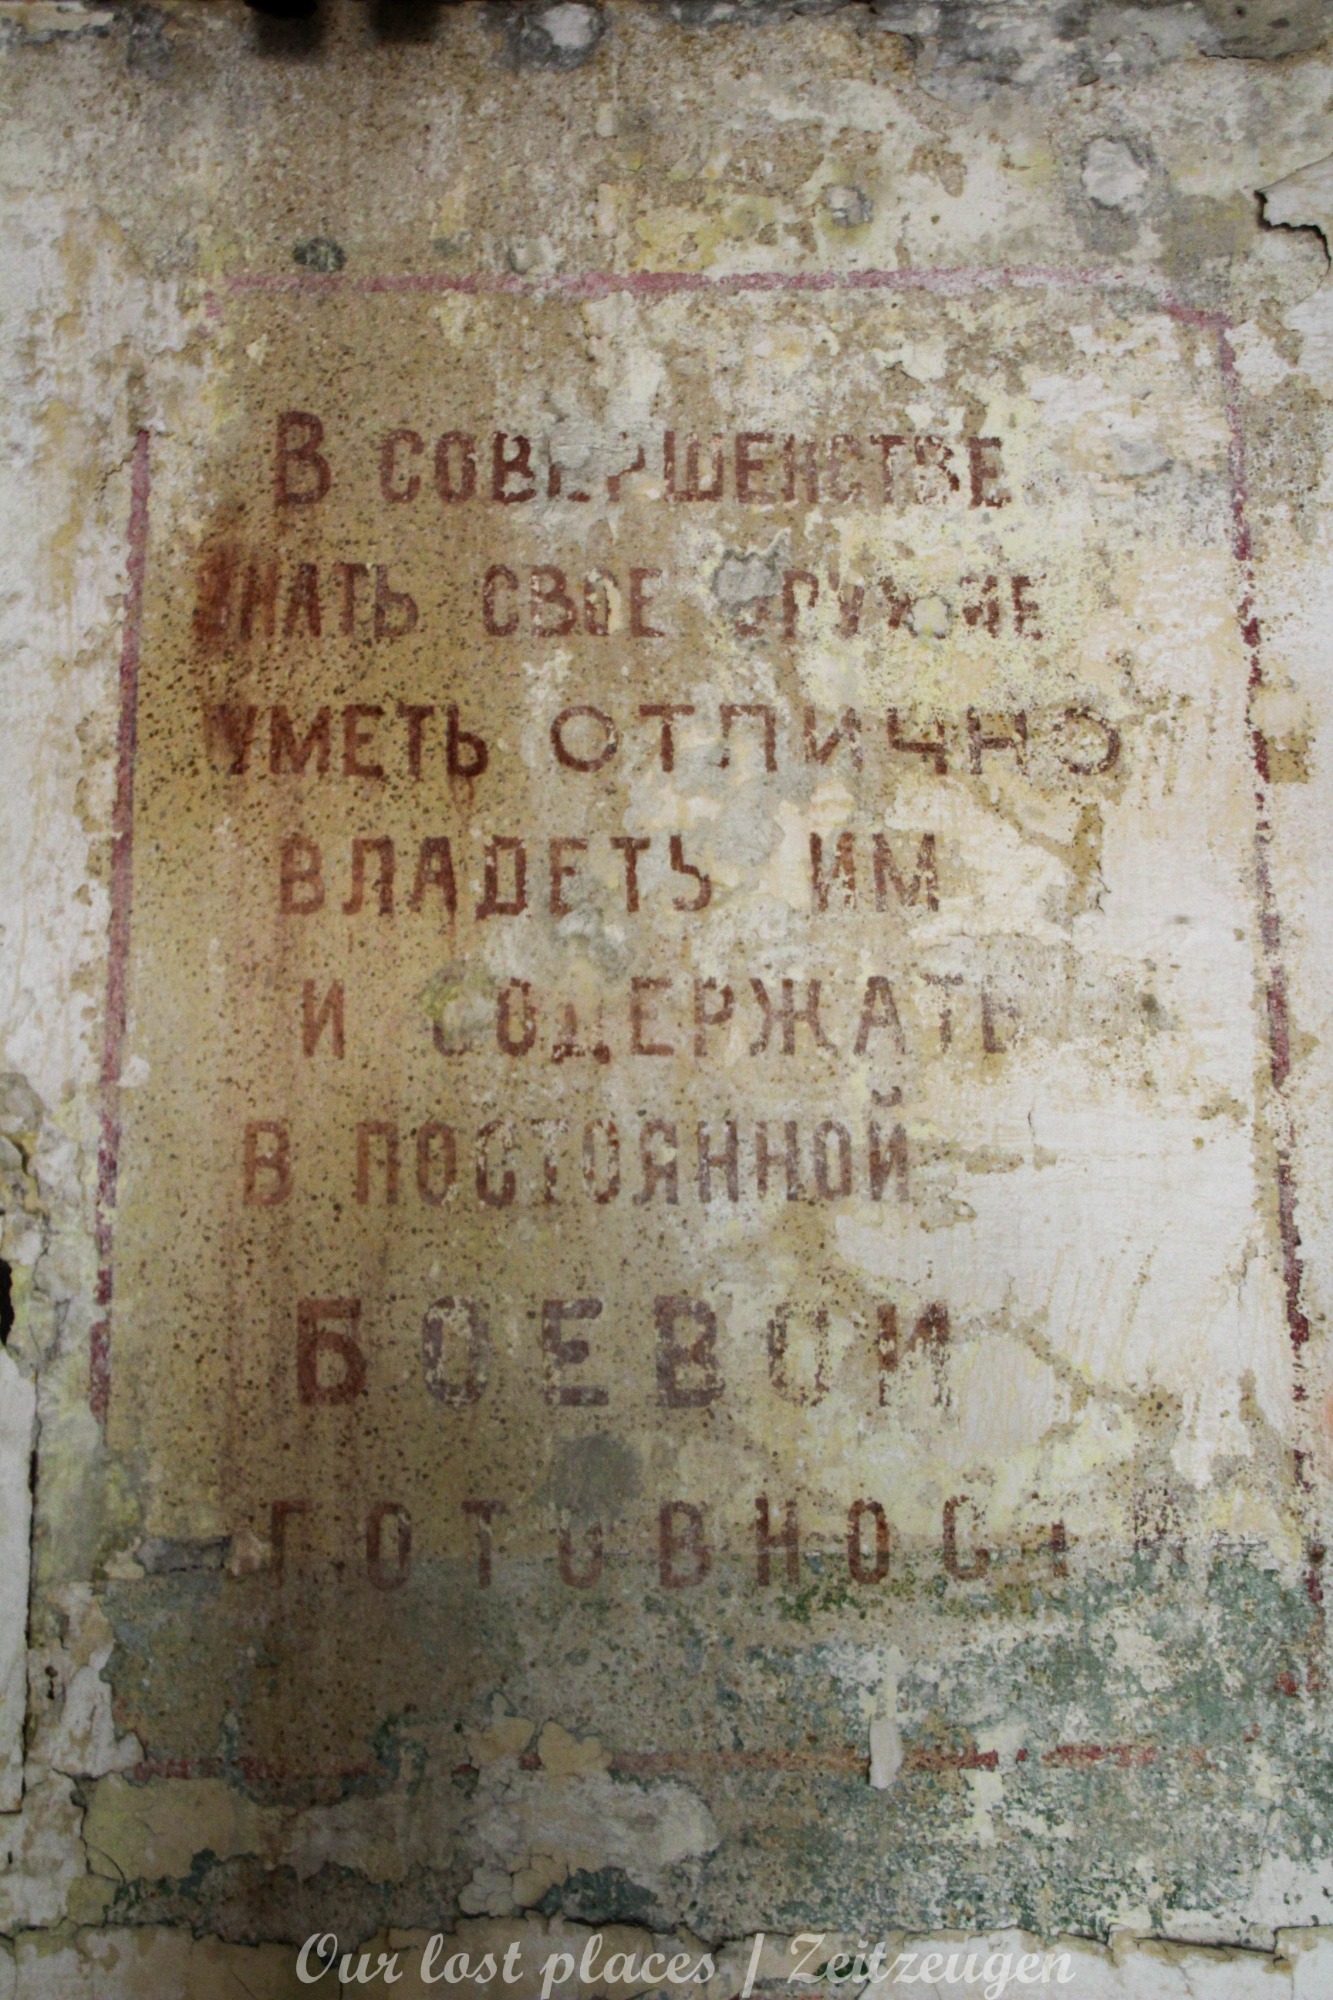 В СОВЕРШЕНСТВЕ
ЗНАТЬ СВОЕ ОРУЖИЕ
УМЕТЬ ОТЛИЧНО
ВЛАДЕТЬ ИМ
И СОДЕРЖАТЬ
В ПОСТОЯННОЙ
БОЕВОЙ
ГОТОВНОСТИ
Our lost places | Zeitzeugen